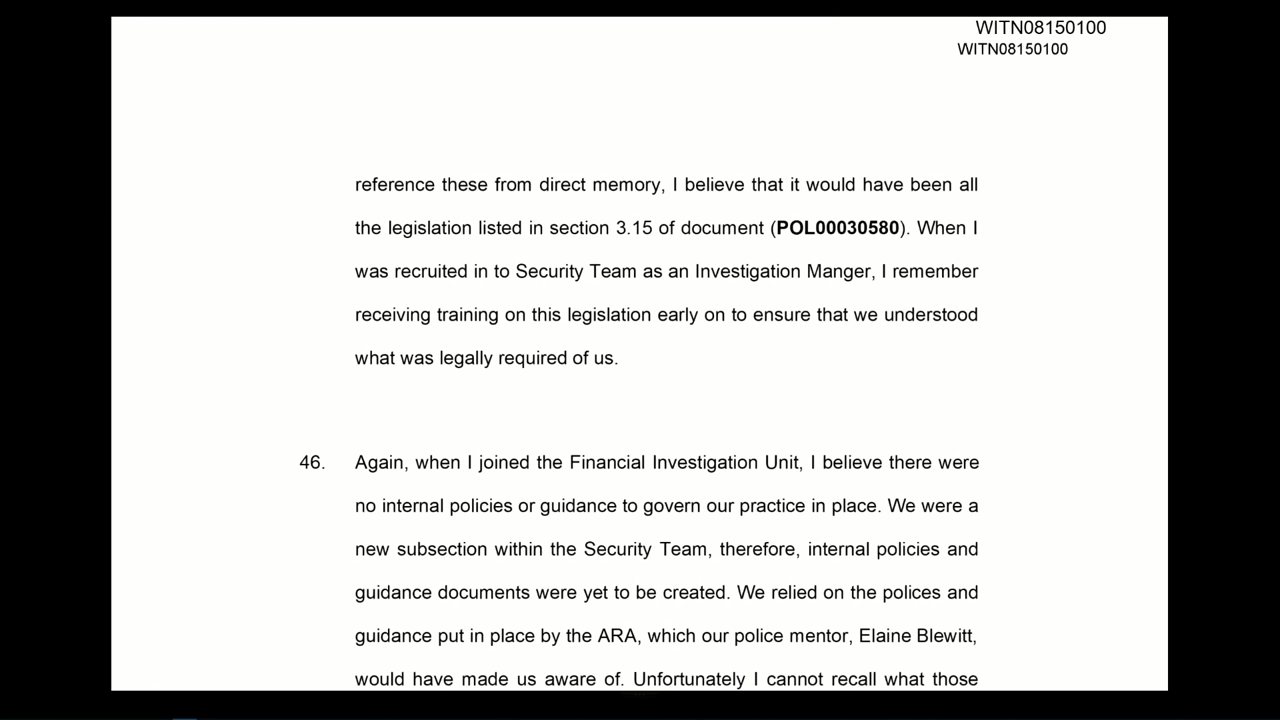 WITN08150100
WITN08150100
reference these from direct memory, I believe that it would have been all
the legislation listed in section 3.15 of document (POL00030580). When I
was recruited in to Security Team as an Investigation Manger, I remember
receiving training on this legislation early on to ensure that we understood
what was legally required of us.
46. Again, when I joined the Financial Investigation Unit, I believe there were
no internal policies or guidance to govern our practice in place. We were a
new subsection within the Security Team, therefore, internal policies and
guidance documents were yet to be created. We relied on the polices and
guidance put in place by the ARA, which our police mentor, Elaine Blewitt,
would have made us aware of. Unfortunately I cannot recall what those